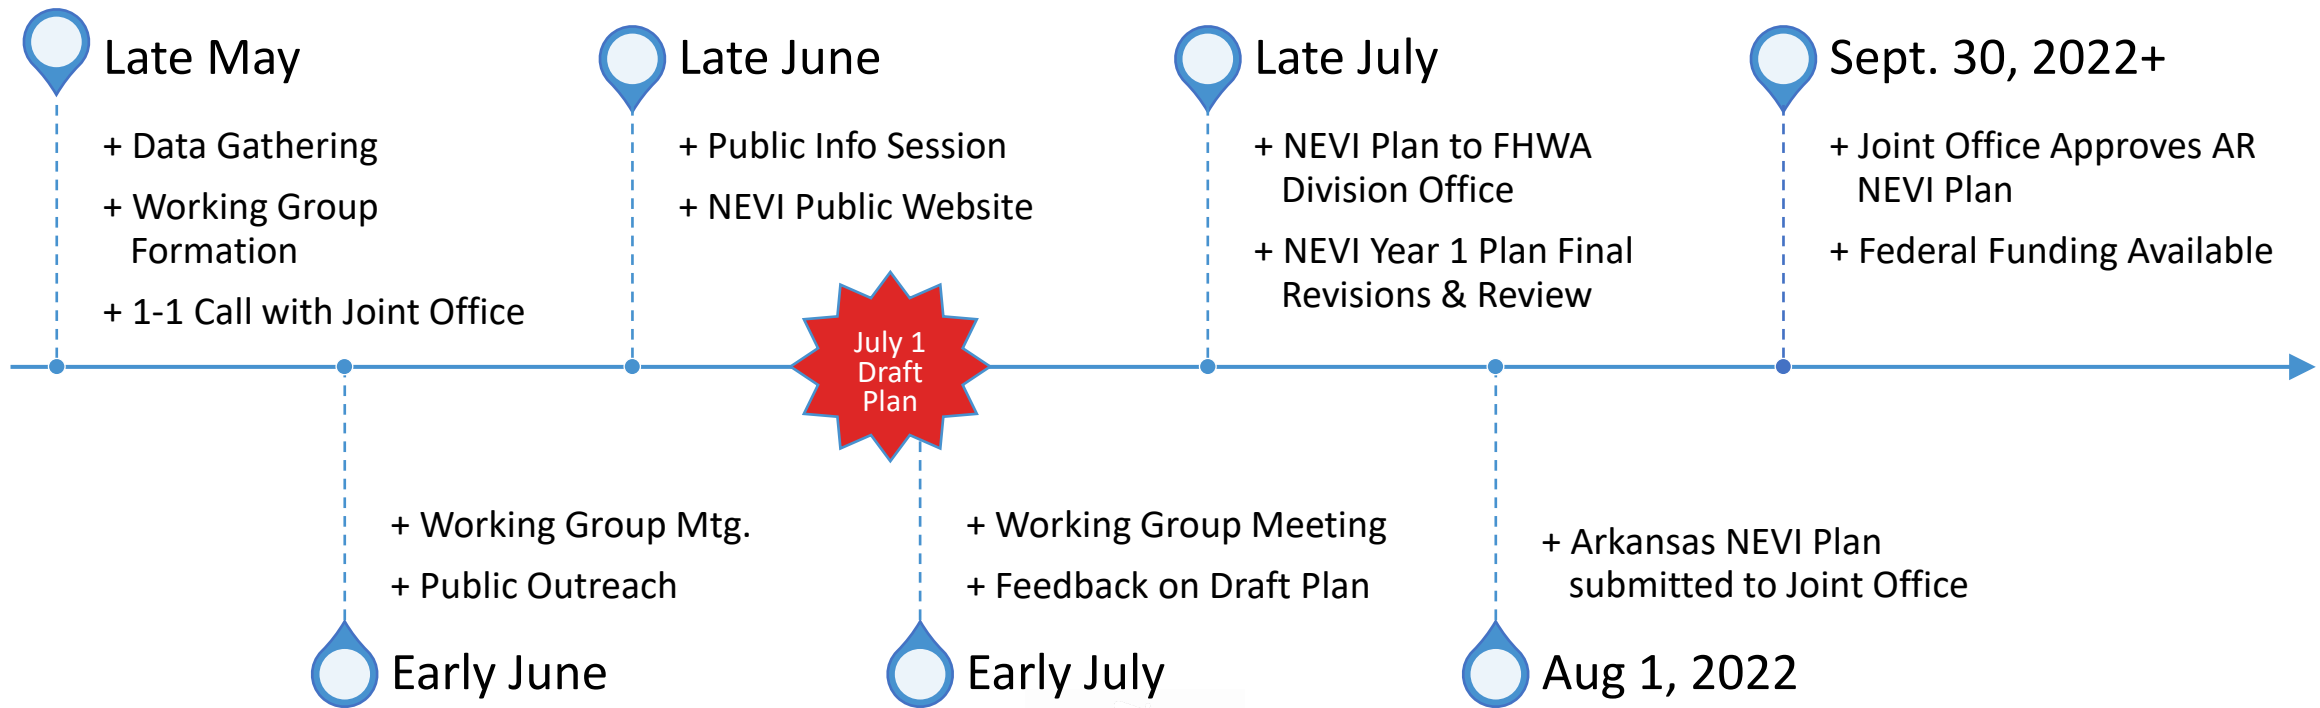 Late May
+ Data Gathering
+ Working Group
Formation
+ 1-1 Call with Joint Office
Late June
+ Public Info Session
+ NEVI Public Website
Late July
+ NEVI Plan to FHWA
Division Office
+ NEVI Year 1 Plan Final
Revisions & Review
Sept. 30, 2022+
+ Joint Office Approves AR
NEVI Plan
+ Federal Funding Available
July 1
Draft
Plan
+ Working Group Mtg.
+ Public Outreach
Early June
+ Working Group Meeting
+ Feedback on Draft Plan
Early July
+ Arkansas NEVI Plan
submitted to Joint Office
Aug 1, 2022